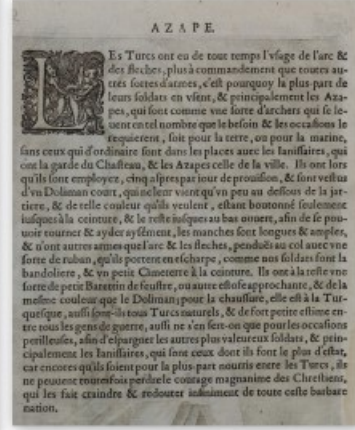 AZAPE.
LEs Turcs ont eu de tout temps l'vsage de l'arc &
des flesches, plus à commandement que toutes au-
tres sortes d'armes, c'est pourquoy la plus-part de
leurs soldats en vsent, & principalement les Aza-
pes, qui sont comme vne sorte d'archers qui se le-
uent en tel nombre que le besoin & les occasions le
requierent, soit pour la terre, ou pour la marine,
sans ceux qui d'ordinaire sont dans les places auec les Ianissaires, qui
ont la garde du Chasteau, & les Azapes celle de la ville. Ils ont lors
qu'ils sont employez, cinq aspres par jour de prouision, & sont vestus
d'vn Doliman court, qui ne leur vient qu'vn peu au dessous de la jar-
tiere, & de telle couleur qu'ils veulent, estant boutonné seulement
iusques à la ceinture, & le reste iusques au bas ouuert, afin de se pou-
uoir tourner & ayder aysément, les manches sont longues & amples,
& n'ont autres armes que l'arc & les flesches, penduës au col auec vne
sorte de ruban, qu'ils portent en escharpe, comme nos soldats font la
bandoliere, & vn petit Cimeterre à la ceinture. Ils ont à la teste vne
sorte de petit Barettin de feustre, ou autre estofe approchante, & de la
mesme couleur que le Doliman; pour la chaussure, elle est à la Tur-
quesque, aussi sont-ils tous Turcs naturels, & de fort petite estime en-
tre tous les gens de guerre, aussi ne s'en sert-on que pour les occasions
perilleuses, afin d'espargner les autres plus valeureux soldats, & prin-
cipalement les Ianissaires, qui sont ceux dont ils font le plus d'estat,
car encores qu'ils soient pour la plus-part nourris entre les Turcs, ils
ne peuuent toutesfois perdre le courage magnanime des Chrestiens,
qui les fait craindre & redouter infiniment de toute ceste barbare
nation.